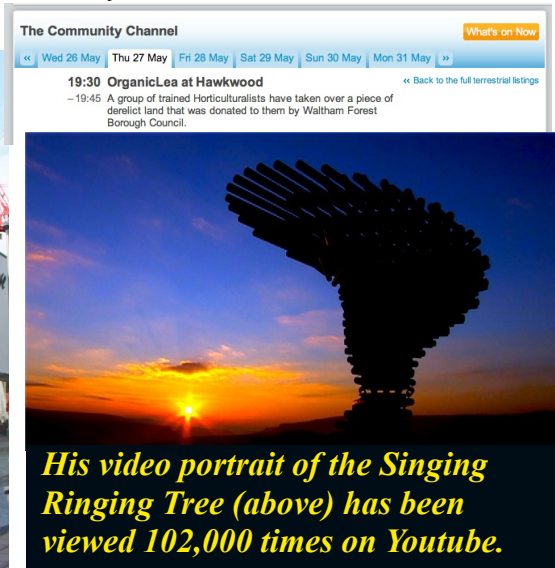 The Community Channel
What's on Now
« Wed 26 May Thu 27 May Fri 28 May Sat 29 May Sun 30 May Mon 31 May »
19:30 OrganicLea at Hawkwood
« Back to the full terrestrial listings
– 19:45 A group of trained Horticulturalists have taken over a piece of
derelict land that was donated to them by Waltham Forest
Borough Council.
His video portrait of the Singing
Ringing Tree (above) has been
viewed 102,000 times on Youtube.